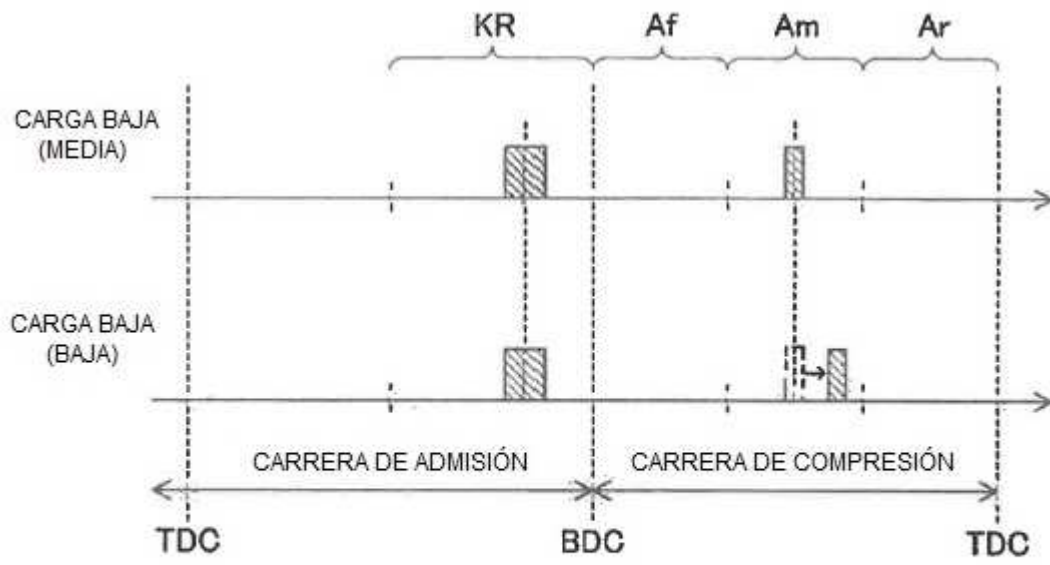 KR Af Am Ar
CARGA BAJA
(MEDIA)
CARGA BAJA
(BAJA)
CARRERA DE ADMISIÓN CARRERA DE COMPRESIÓN
TDC BDC TDC